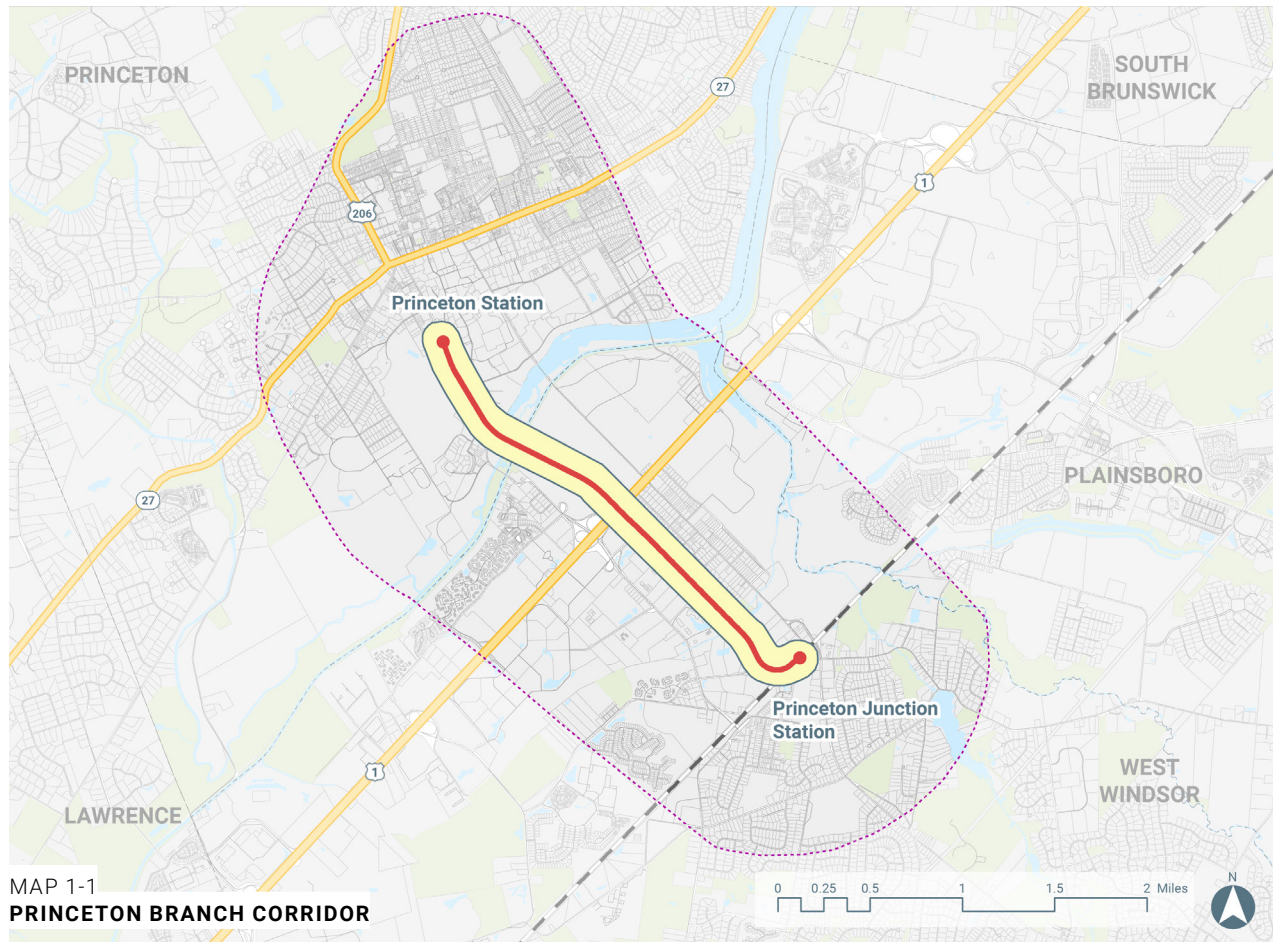 PRINCETON
SOUTH
BRUNSWICK
27
1
206
Princeton Station
PLAINSBORO
27
Princeton Junction
Station
1
WEST
WINDSOR
LAWRENCE
MAP 1-1
PRINCETON BRANCH CORRIDOR
0 0.25 0.5 1 1.5 2 Miles
N